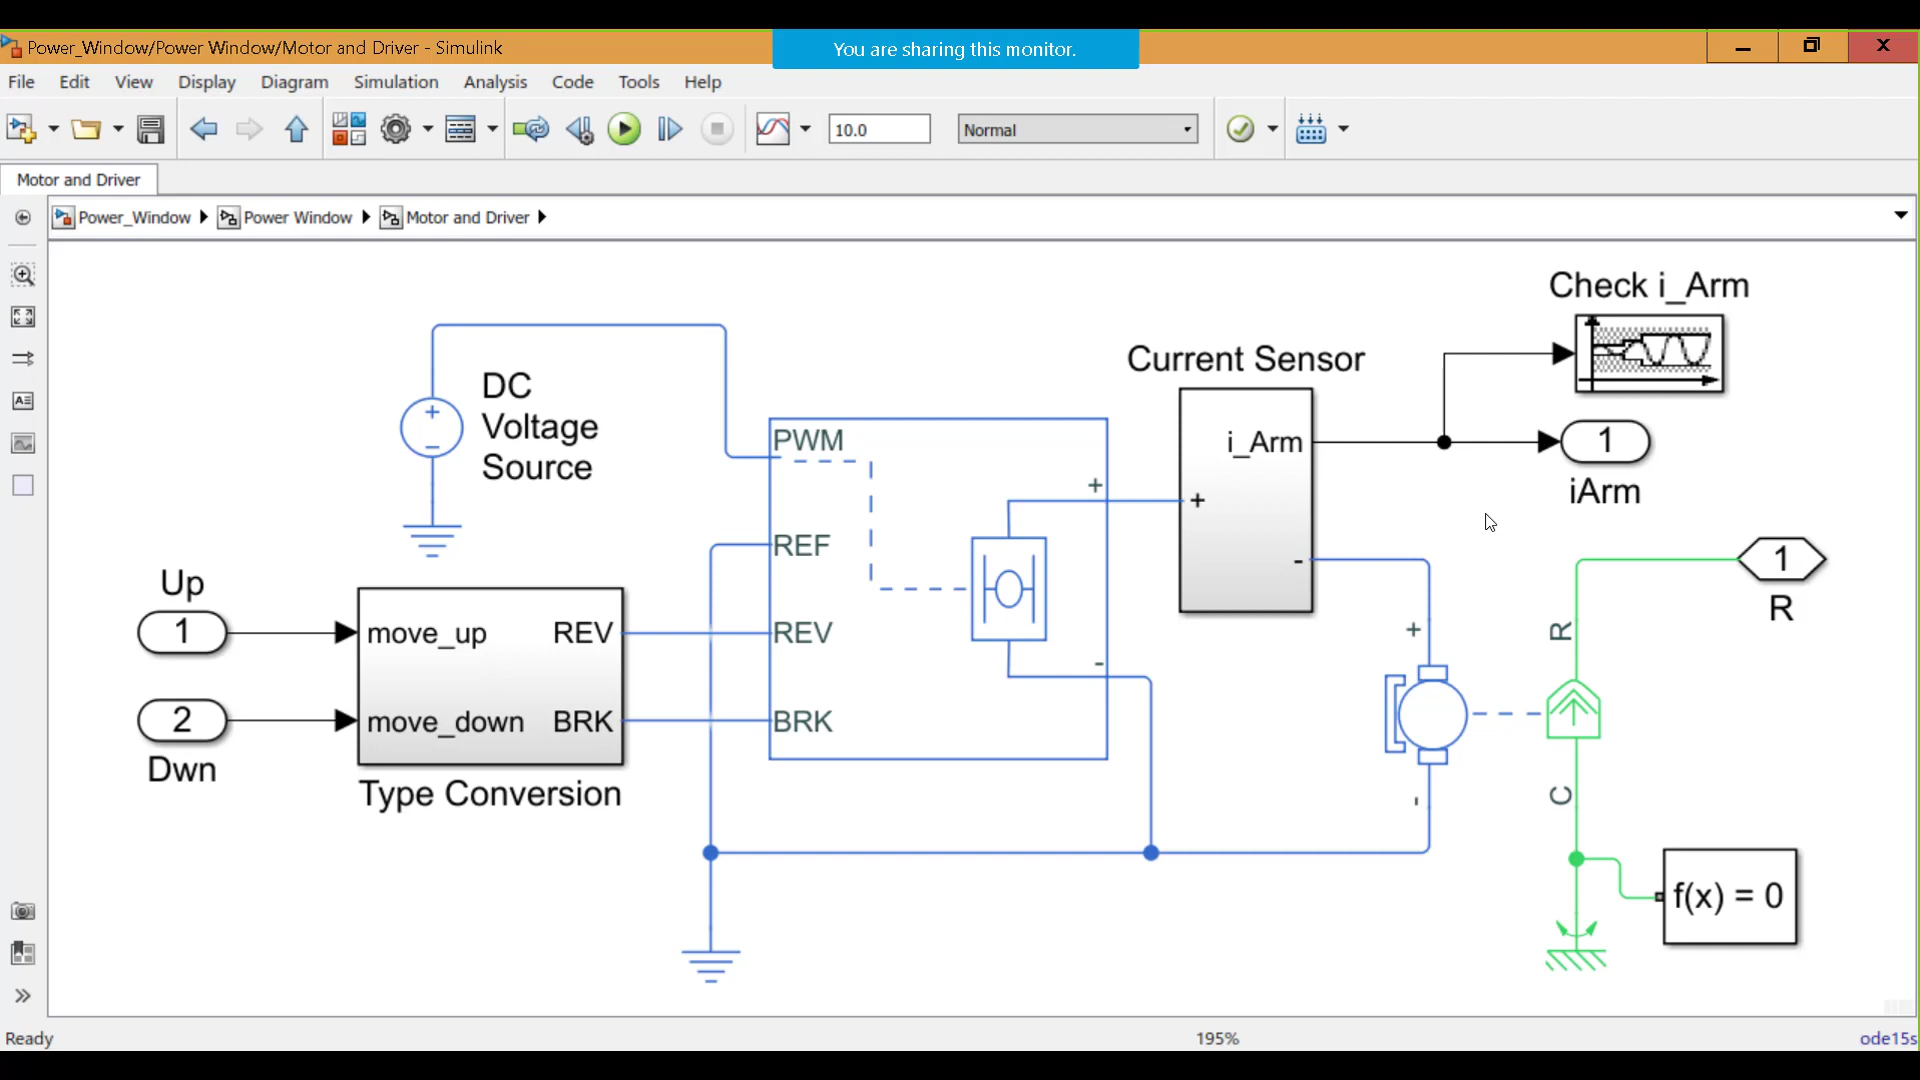 Power_Window/Power Window/Motor and Driver - Simulink
You are sharing this monitor.
File Edit View Display Diagram Simulation Analysis Code Tools Help
10.0
Normal
Motor and Driver
Power_Window
Power Window
Motor and Driver
Check i_Arm
Current Sensor
i_Arm
+
-
1
iArm
DC
Voltage
Source
+
-
PWM
REF
REV
BRK
+
-
Up
1
move_up
REV
2
move_down
BRK
Dwn
Type Conversion
+
-
R
C
1
R
f(x) = 0
Ready
195%
ode15s